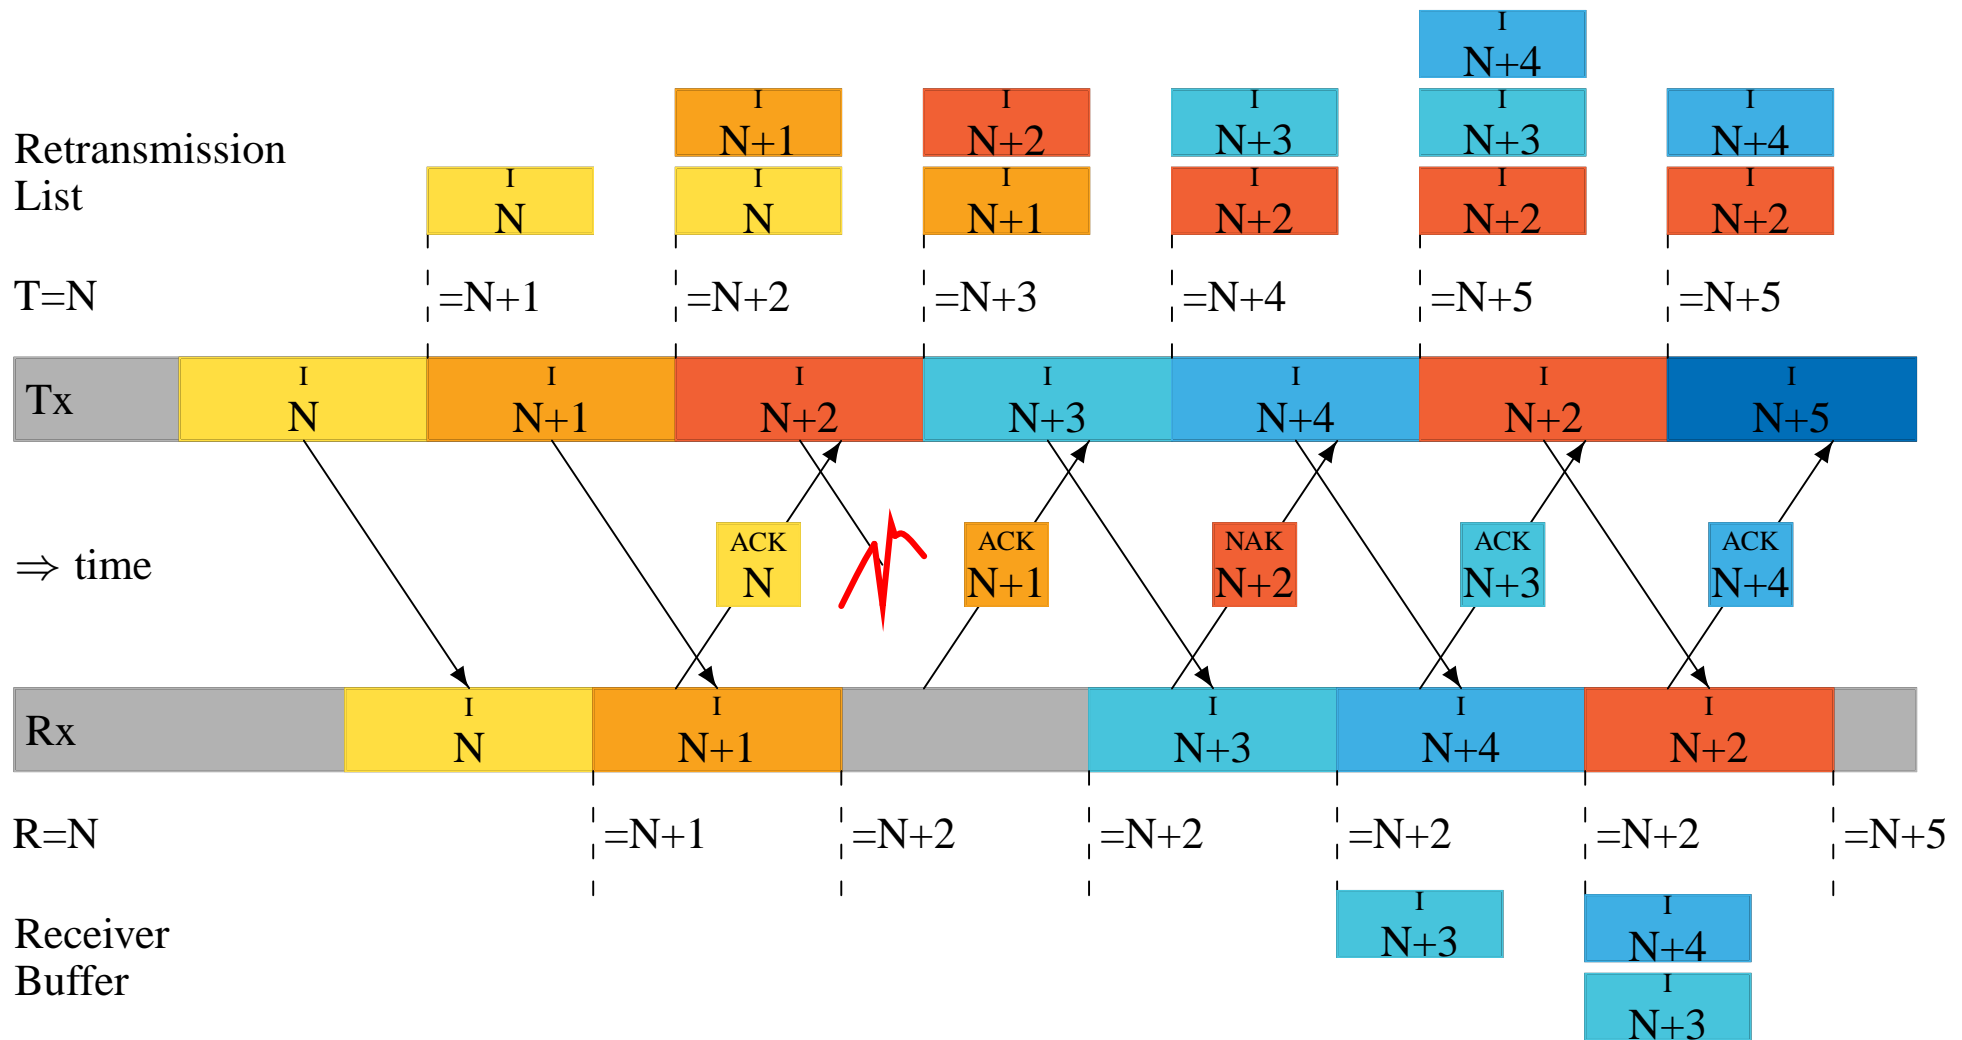 I
N+4
I
N+1
I
N+2
I
N+3
I
N+3
I
N+4
Retransmission
List
I
N
I
N
I
N+1
I
N+2
I
N+2
I
N+2
T=N
=N+1
=N+2
=N+3
=N+4
=N+5
=N+5
Tx
I
N
I
N+1
I
N+2
I
N+3
I
N+4
I
N+2
I
N+5
⇒ time
ACK
N
ACK
N+1
NAK
N+2
ACK
N+3
ACK
N+4
Rx
I
N
I
N+1
I
N+3
I
N+4
I
N+2
R=N
=N+1
=N+2
=N+2
=N+2
=N+2
=N+5
Receiver
Buffer
I
N+3
I
N+4
I
N+3